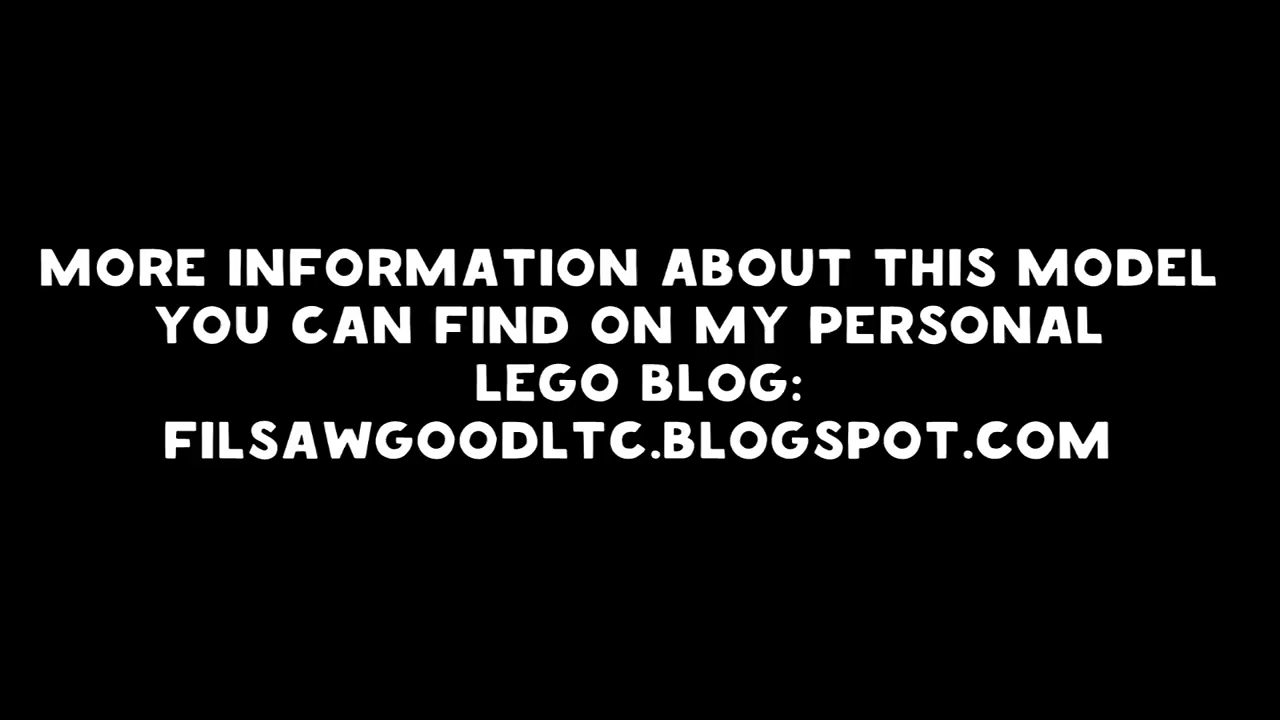 MORE INFORMATION ABOUT THIS MODEL
YOU CAN FIND ON MY PERSONAL
LEGO BLOG:
FILSAWGOODLTC.BLOGSPOT.COM